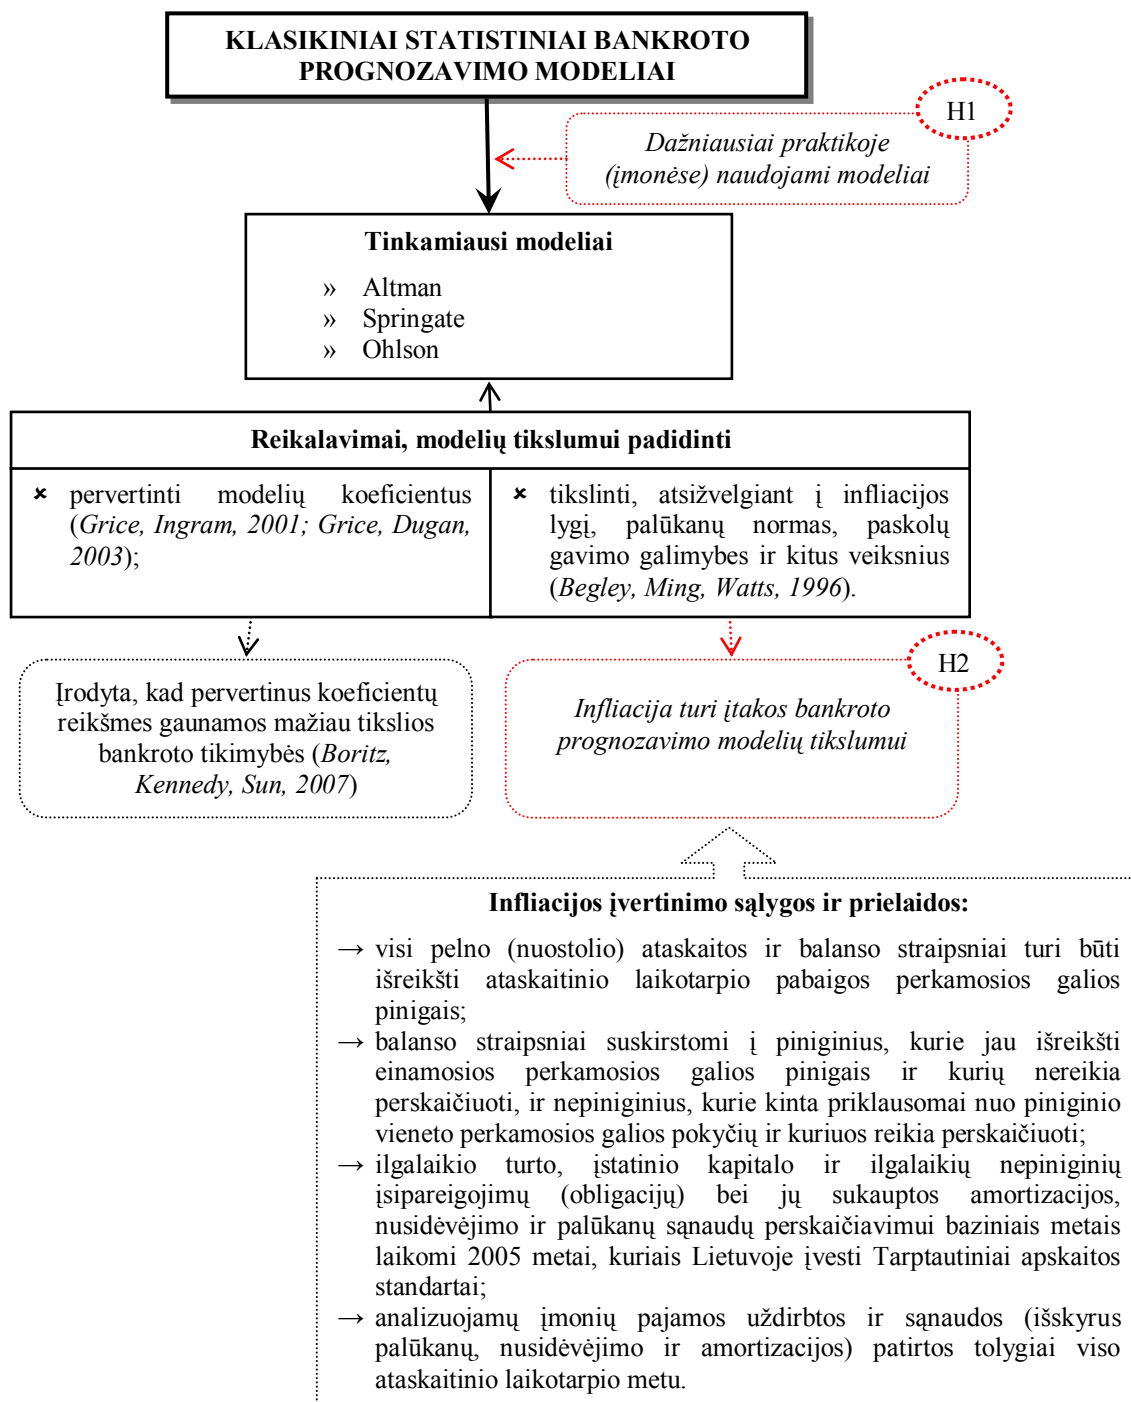 KLASIKINIAI STATISTINIAI BANKROTO
PROGNOZAVIMO MODELIAI
H1
Dažniausiai praktikoje
(įmonėse) naudojami modeliai
Tinkamiausi modeliai
» Altman
» Springate
» Ohlson
Reikalavimai, modelių tikslumui padidinti
× pervertinti modelių koeficientus
(Grice, Ingram, 2001; Grice, Dugan,
2003);
× tikslinti, atsižvelgiant į infliacijos
lygį, palūkanų normas, paskolų
gavimo galimybes ir kitus veiksnius
(Begley, Ming, Watts, 1996).
Įrodyta, kad pervertinus koeficientų
reikšmes gaunamos mažiau tikslios
bankroto tikimybės (Boritz,
Kennedy, Sun, 2007)
H2
Infliacija turi įtakos bankroto
prognozavimo modelių tikslumui
Infliacijos įvertinimo sąlygos ir prielaidos:
→ visi pelno (nuostolio) ataskaitos ir balanso straipsniai turi būti
išreikšti ataskaitinio laikotarpio pabaigos perkamosios galios
pinigais;
→ balanso straipsniai suskirstomi į piniginius, kurie jau išreikšti
einamosios perkamosios galios pinigais ir kurių nereikia
perskaičiuoti, ir nepiniginius, kurie kinta priklausomai nuo piniginio
vieneto perkamosios galios pokyčių ir kuriuos reikia perskaičiuoti;
→ ilgalaikio turto, įstatinio kapitalo ir ilgalaikių nepiniginių
įsipareigojimų (obligacijų) bei jų sukauptos amortizacijos,
nusidėvėjimo ir palūkanų sąnaudų perskaičiavimui baziniais metais
laikomi 2005 metai, kuriais Lietuvoje įvesti Tarptautiniai apskaitos
standartai;
→ analizuojamų įmonių pajamos uždirbtos ir sąnaudos (išskyrus
palūkanų, nusidėvėjimo ir amortizacijos) patirtos tolygiai viso
ataskaitinio laikotarpio metu.